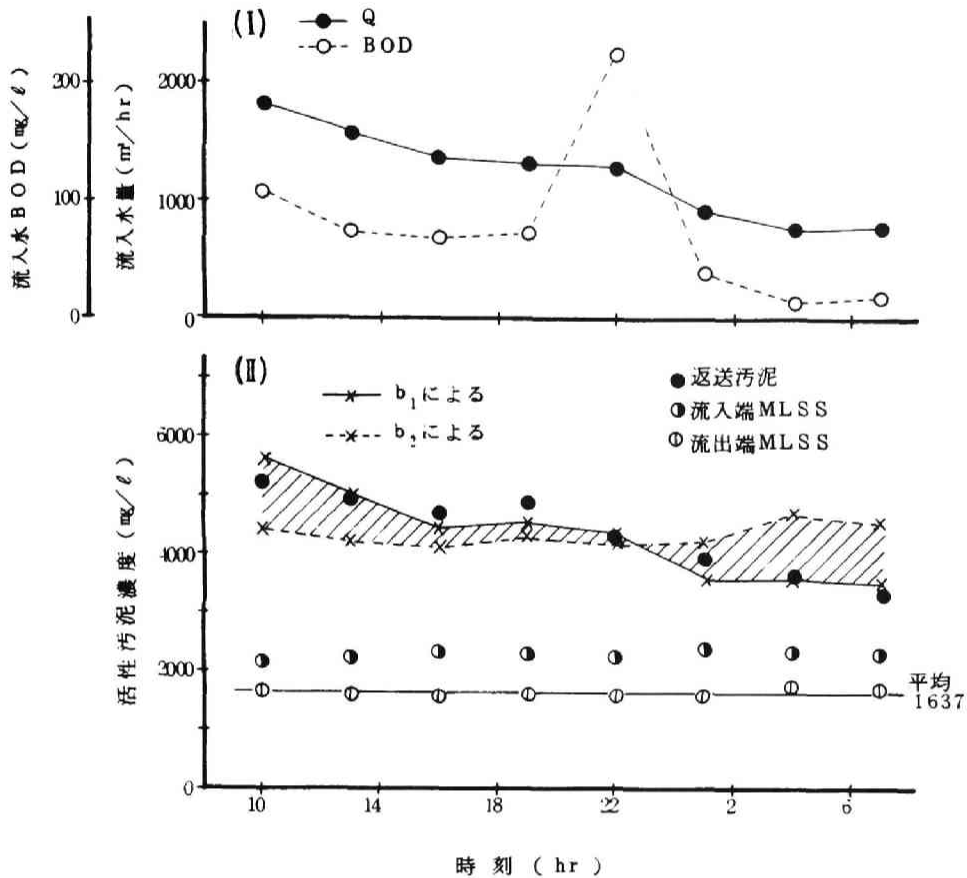 (Ⅰ)
Q
BOD
流入水BOD(mg/ℓ)
200
100
0
流入水量(m³/hr)
2000
1000
0
(Ⅱ)
b₁による
b₂による
返送汚泥
流入端MLSS
流出端MLSS
活性汚泥濃度(mg/ℓ)
6000
4000
2000
0
平均
1637
10 14 18 22 2 6
時刻(hr)